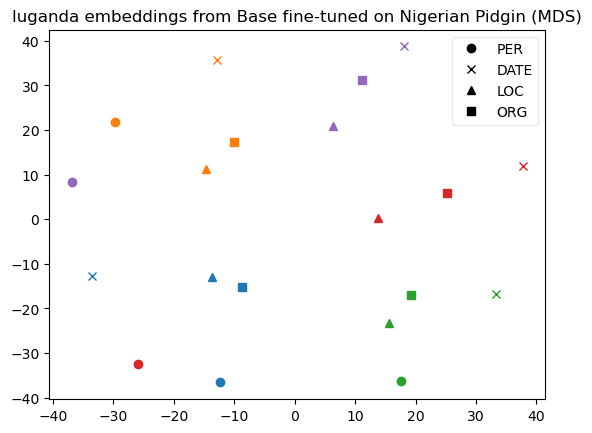 luganda embeddings from Base fine-tuned on Nigerian Pidgin (MDS)
PER
DATE
LOC
ORG
40
30
20
10
0
−10
−20
−30
−40
−40 −30 −20 −10 0 10 20 30 40